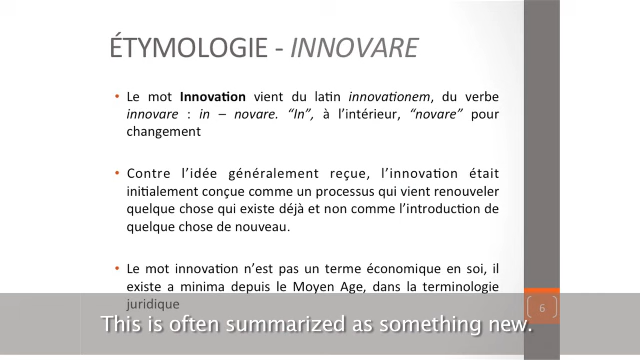 ÉTYMOLOGIE - INNOVARE
• Le mot Innovation vient du latin innovationem, du verbe
innovare : in – novare. “In”, à l’intérieur, “novare” pour
changement
• Contre l’idée généralement reçue, l’innovation était
initialement conçue comme un processus qui vient renouveler
quelque chose qui existe déjà et non comme l’introduction de
quelque chose de nouveau.
• Le mot innovation n’est pas un terme économique en soi, il
existe a minima depuis le Moyen Age, dans la terminologie
juridique
6
This is often summarized as something new.